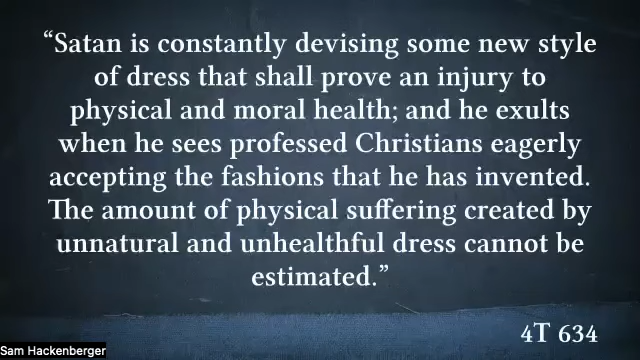 “Satan is constantly devising some new style
of dress that shall prove an injury to
physical and moral health; and he exults
when he sees professed Christians eagerly
accepting the fashions that he has invented.
The amount of physical suffering created by
unnatural and unhealthful dress cannot be
estimated.”
4T 634
Sam Hackenberger